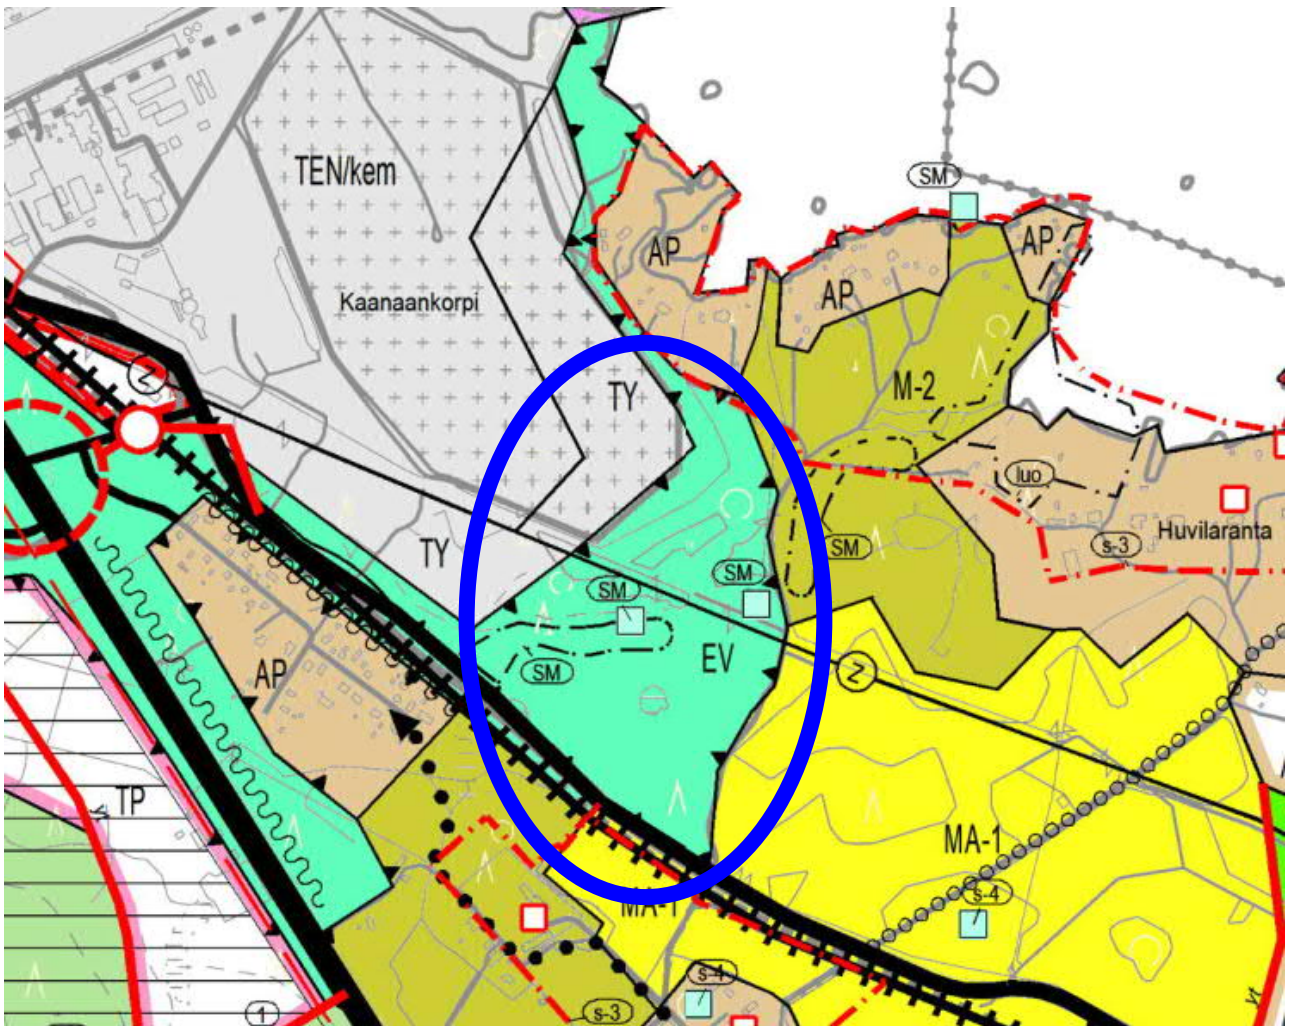 TEN/kem
SM
AP
AP
AP
Kaanaankorpi
Z
TY
M-2
luo
Huvilaranta
SM
s-3
TY
SM
SM
SM
EV
AP
Z
TP
MA-1
MA-1
s-4
s-4
yt
1
s-3